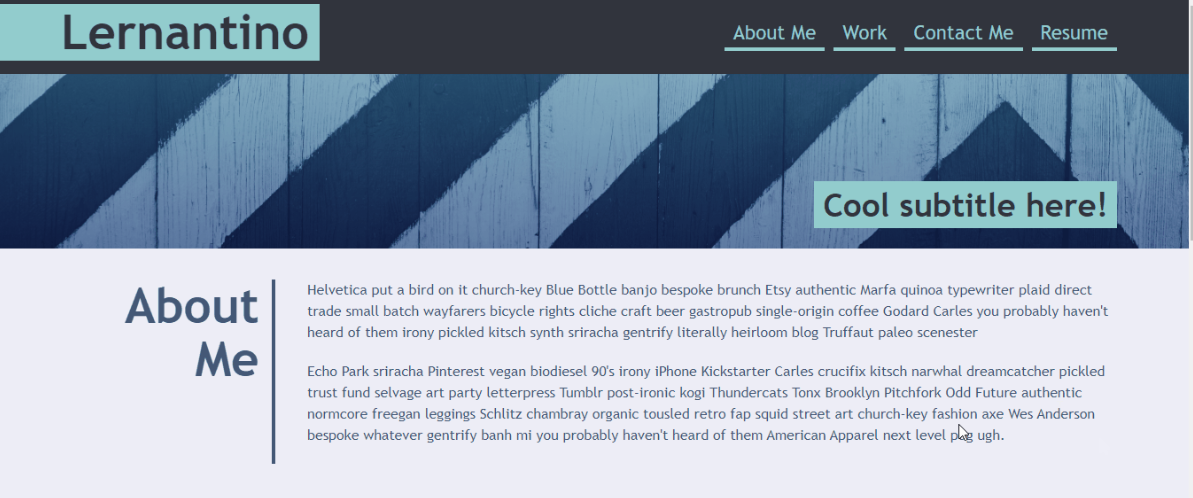 Lernantino
About Me Work Contact Me Resume
Cool subtitle here!
About
Me
Helvetica put a bird on it church-key Blue Bottle banjo bespoke brunch Etsy authentic Marfa quinoa typewriter plaid direct
trade small batch wayfarers bicycle rights cliche craft beer gastropub single-origin coffee Godard Carles you probably haven't
heard of them irony pickled kitsch synth sriracha gentrify literally heirloom blog Truffaut paleo scenester
Echo Park sriracha Pinterest vegan biodiesel 90's irony iPhone Kickstarter Carles crucifix kitsch narwhal dreamcatcher pickled
trust fund selvage art party letterpress Tumblr post-ironic kogi Thundercats Tonx Brooklyn Pitchfork Odd Future authentic
normcore freegan leggings Schlitz chambray organic tousled retro fap squid street art church-key fashion axe Wes Anderson
bespoke whatever gentrify banh mi you probably haven't heard of them American Apparel next level pug ugh.